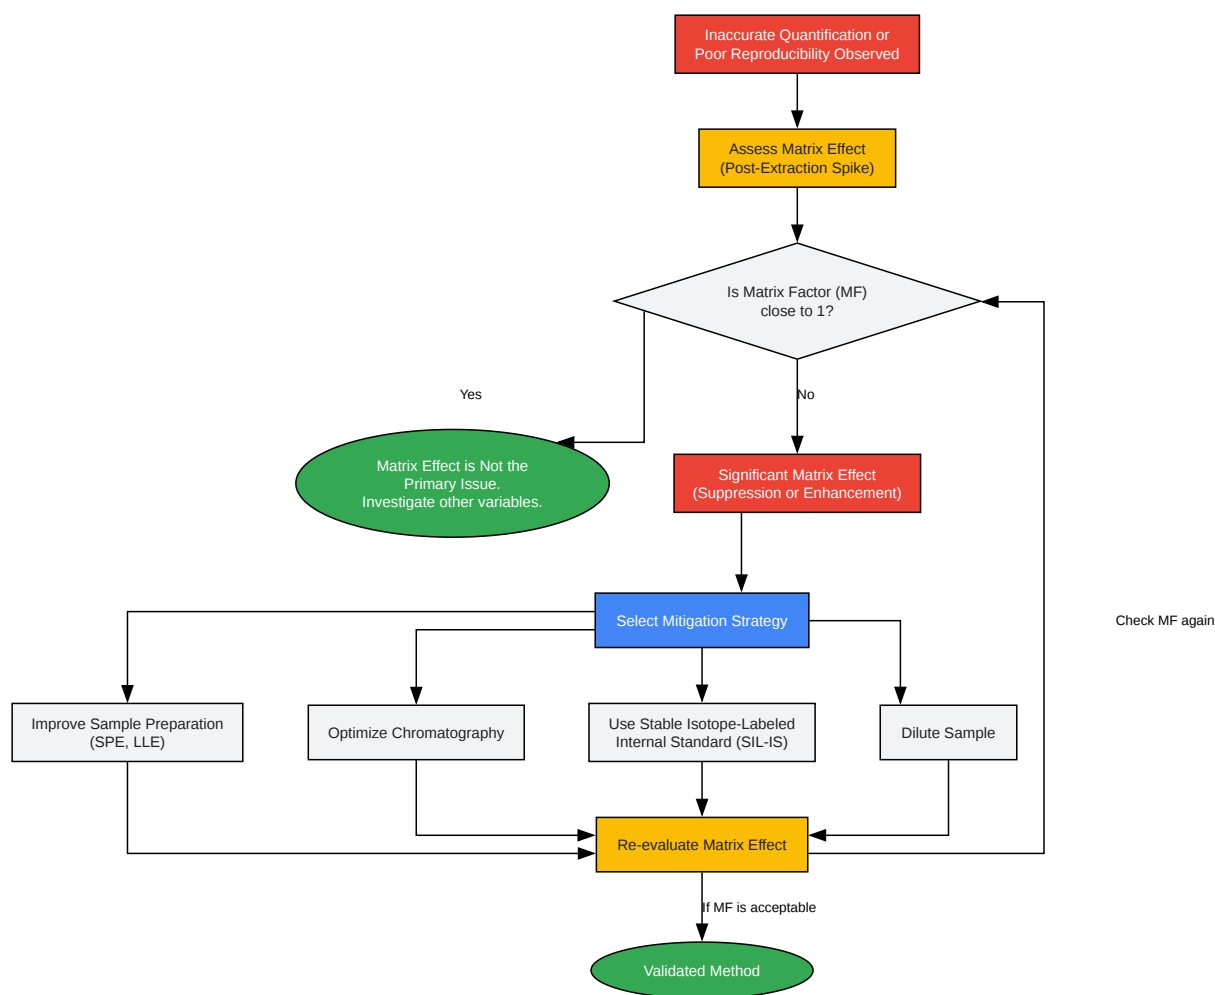 Inaccurate Quantification or
Poor Reproducibility Observed
Assess Matrix Effect
(Post-Extraction Spike)
Is Matrix Factor (MF)
close to 1?
Yes
No
Matrix Effect is Not the
Primary Issue.
Investigate other variables.
Significant Matrix Effect
(Suppression or Enhancement)
Select Mitigation Strategy
Check MF again
Improve Sample Preparation
(SPE, LLE)
Optimize Chromatography
Use Stable Isotope-Labeled
Internal Standard (SIL-IS)
Dilute Sample
Re-evaluate Matrix Effect
If MF is acceptable
Validated Method